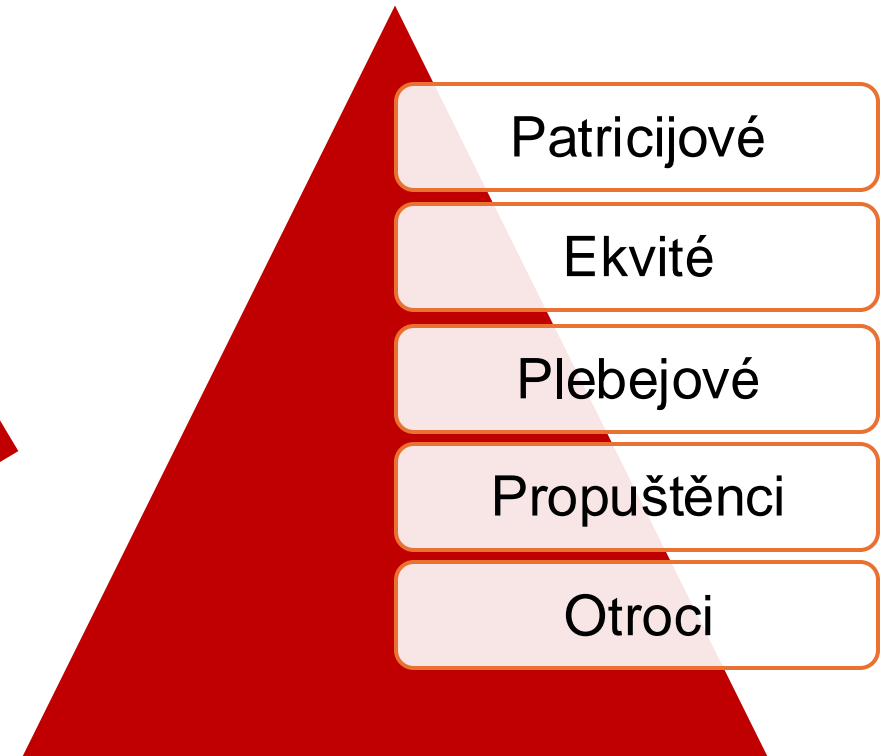 Patricijové
Ekvité
Plebejové
Propuštěnci
Otroci